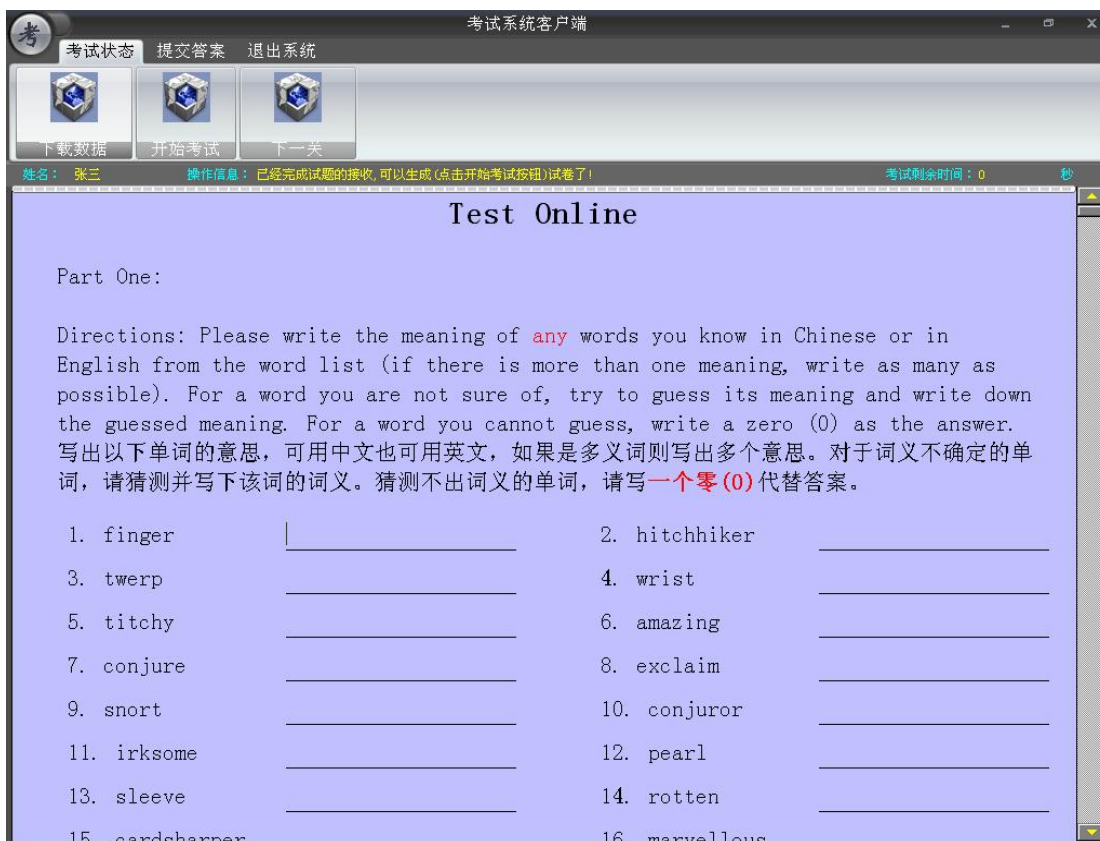 考试系统客户端
考
考试状态 提交答案 退出系统
下载数据 开始考试 下一关
姓名： 张三 操作信息：已经完成试题的接收,可以生成(点击开始考试按钮)试卷了! 考试剩余时间：0 秒
Test Online
Part One:
Directions: Please write the meaning of any words you know in Chinese or in
English from the word list (if there is more than one meaning, write as many as
possible). For a word you are not sure of, try to guess its meaning and write down
the guessed meaning. For a word you cannot guess, write a zero (0) as the answer.
写出以下单词的意思，可用中文也可用英文，如果是多义词则写出多个意思。对于词义不确定的单
词，请猜测并写下该词的词义。猜测不出词义的单词，请写一个零(0)代替答案。
1. finger 2. hitchhiker
3. twerp 4. wrist
5. titchy 6. amazing
7. conjure 8. exclaim
9. snort 10. conjuror
11. irksome 12. pearl
13. sleeve 14. rotten
15. cardsharper 16. marvellous